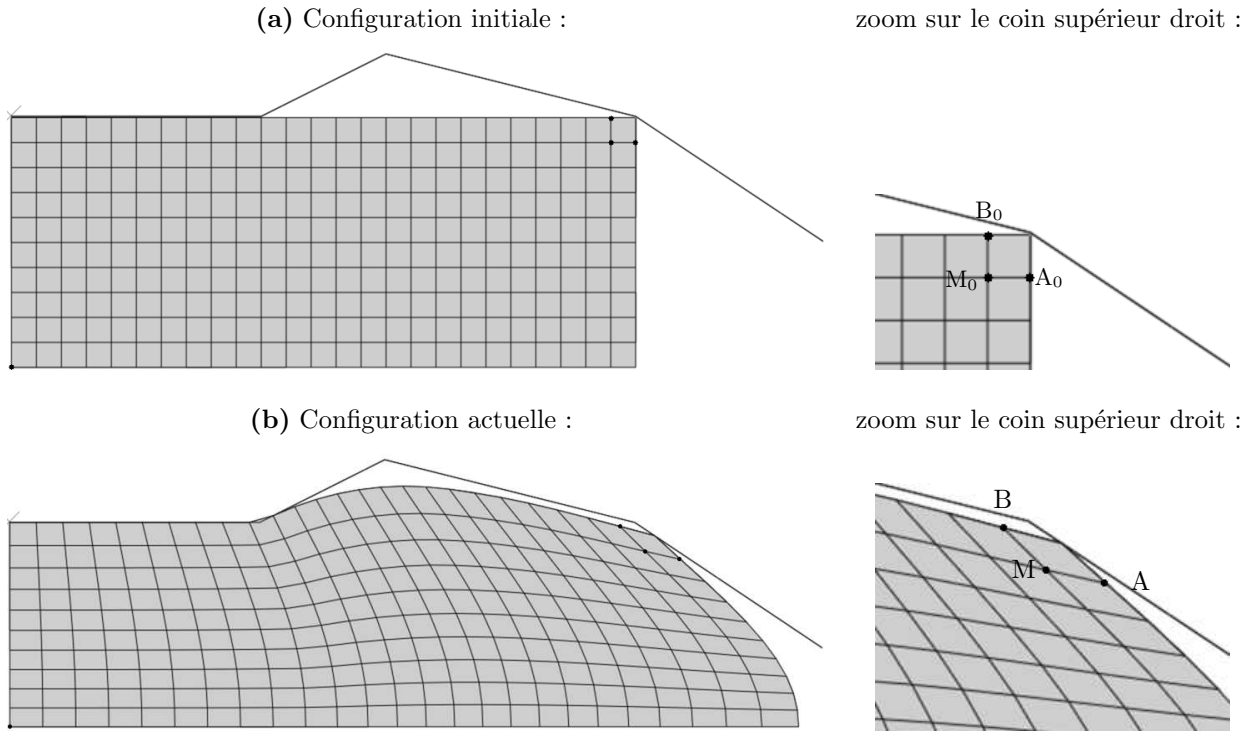 (a) Configuration initiale :
zoom sur le coin supérieur droit :
B₀
M₀
A₀
(b) Configuration actuelle :
zoom sur le coin supérieur droit :
B
M
A